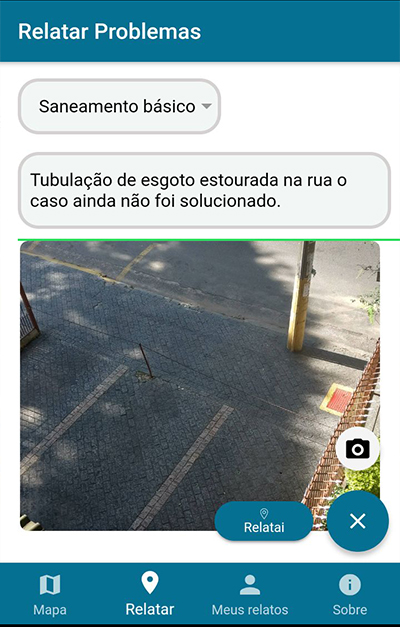 Relatar Problemas
Saneamento básico
Tubulação de esgoto estourada na rua o
caso ainda não foi solucionado.
Relatai
Mapa
Relatar
Meus relatos
Sobre